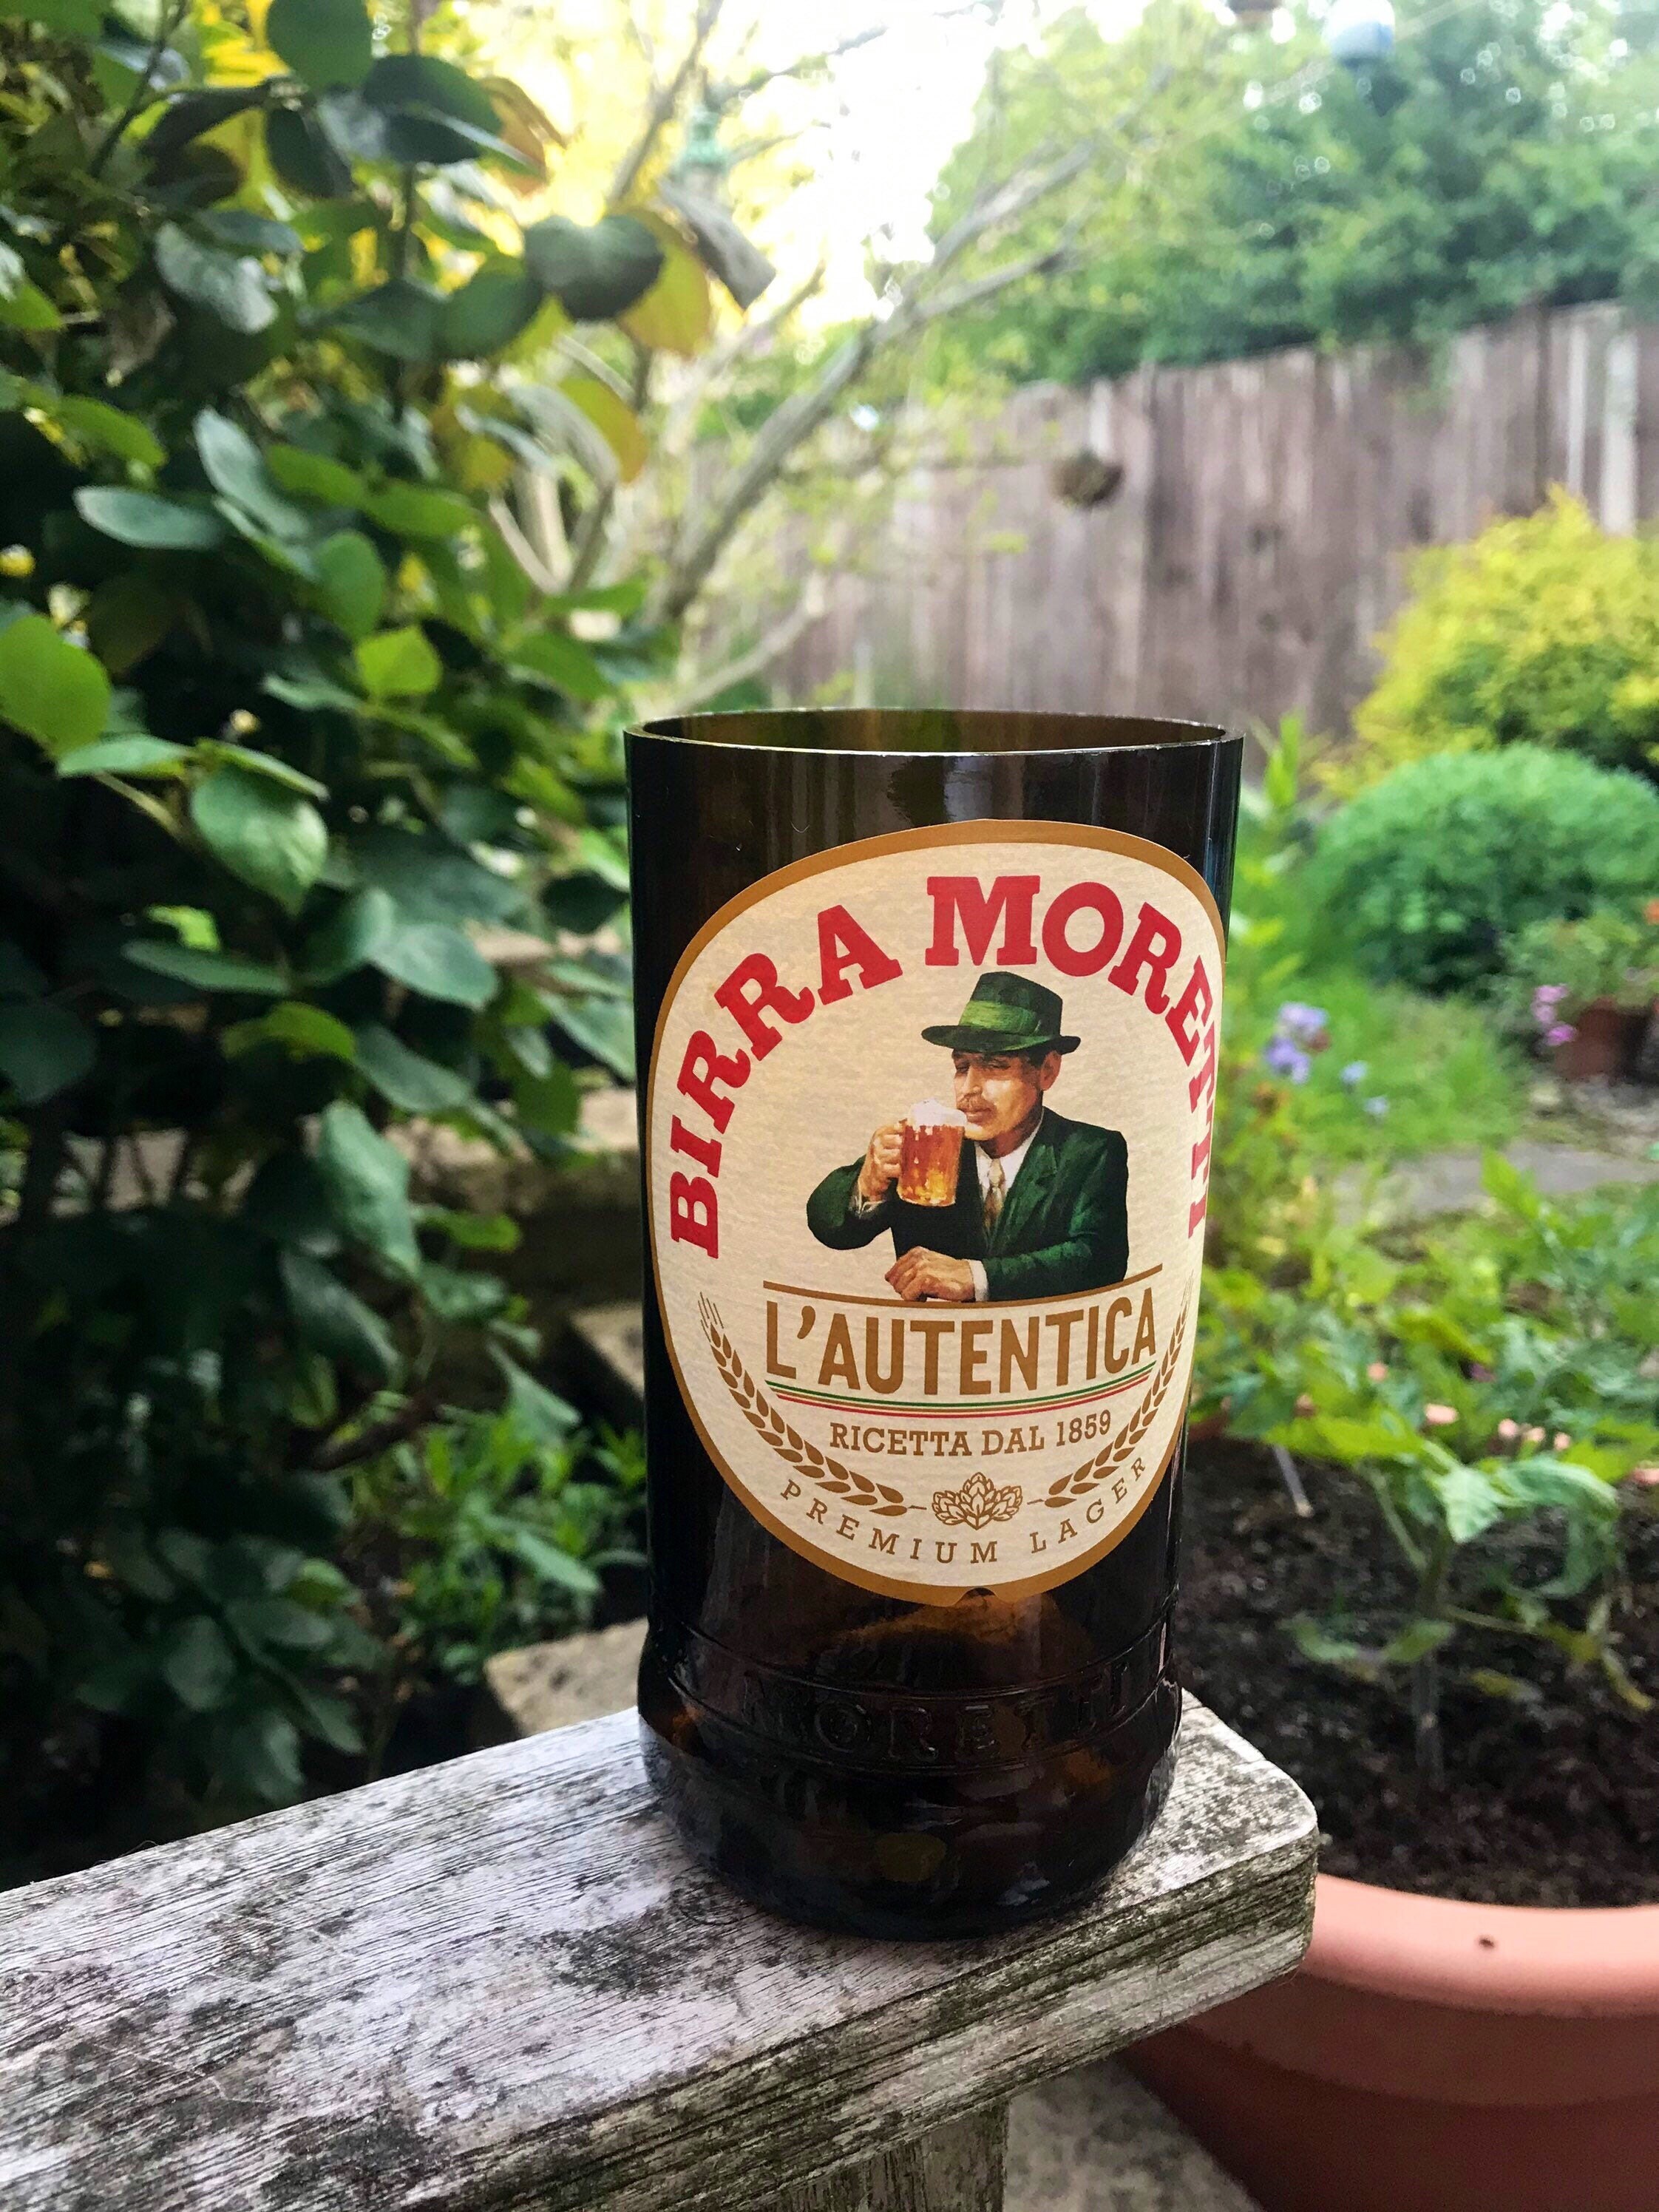 BIRRA MORETTI
L'AUTENTICA
RICETTA DAL 1859
PREMIUM LAGER
MORETTI